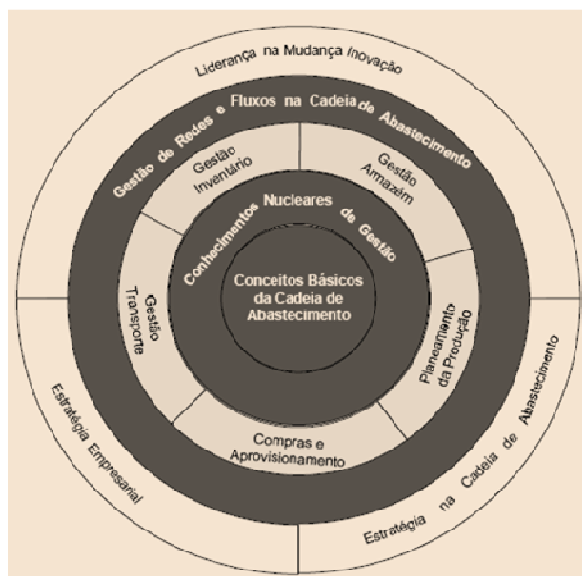 Liderança na Mudança/Inovação
Gestão de Redes e Fluxos na Cadeia de Abastecimento
Gestão
Inventário
Gestão
Armazém
Conhecimentos Nucleares de Gestão
Conceitos Básicos
da Cadeia de
Abastecimento
Gestão
Transporte
Planeamento
da Produção
Compras e
Aprovisionamento
Estratégia Empresarial
Estratégia na Cadeia de Abastecimento